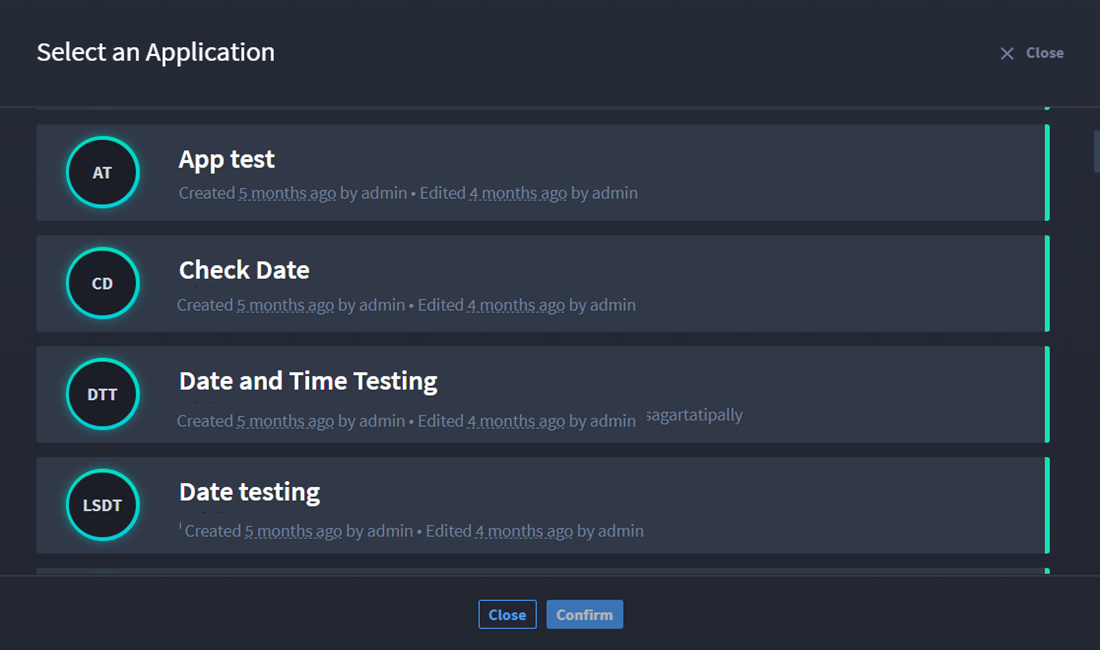 Select an Application
Close
AT
App test
Created 5 months ago by admin • Edited 4 months ago by admin
CD
Check Date
Created 5 months ago by admin • Edited 4 months ago by admin
DTT
Date and Time Testing
Created 5 months ago by admin • Edited 4 months ago by admin sagartatipally
LSDT
Date testing
Created 5 months ago by admin • Edited 4 months ago by admin
Close
Confirm